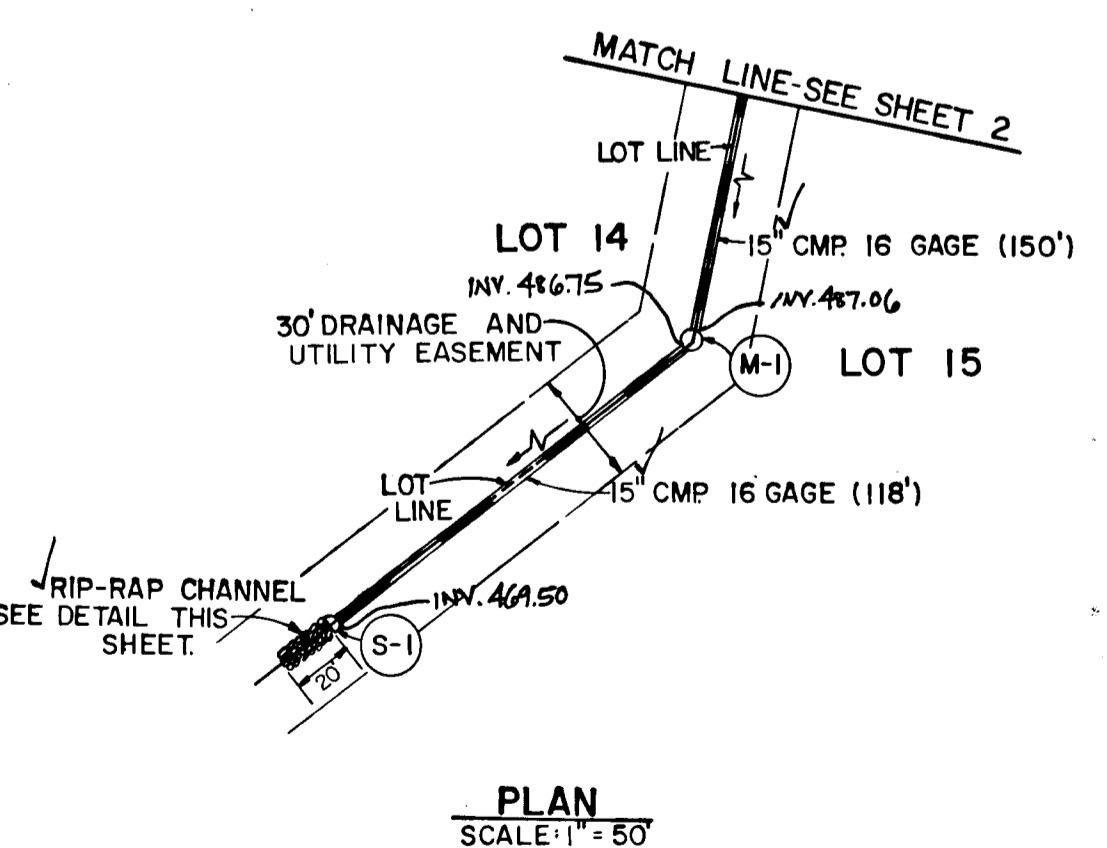 MATCH LINE-SEE SHEET 2
LOT LINE
LOT 14
15" CMP. 16 GAGE (150')
INV. 486.75
INV. 487.06
30' DRAINAGE AND
UTILITY EASEMENT
M-1
LOT 15
LOT
LINE
15" CMP. 16 GAGE (118')
RIP-RAP CHANNEL
SEE DETAIL THIS
SHEET.
INV. 469.50
S-1
20'
PLAN
SCALE: 1" = 50'